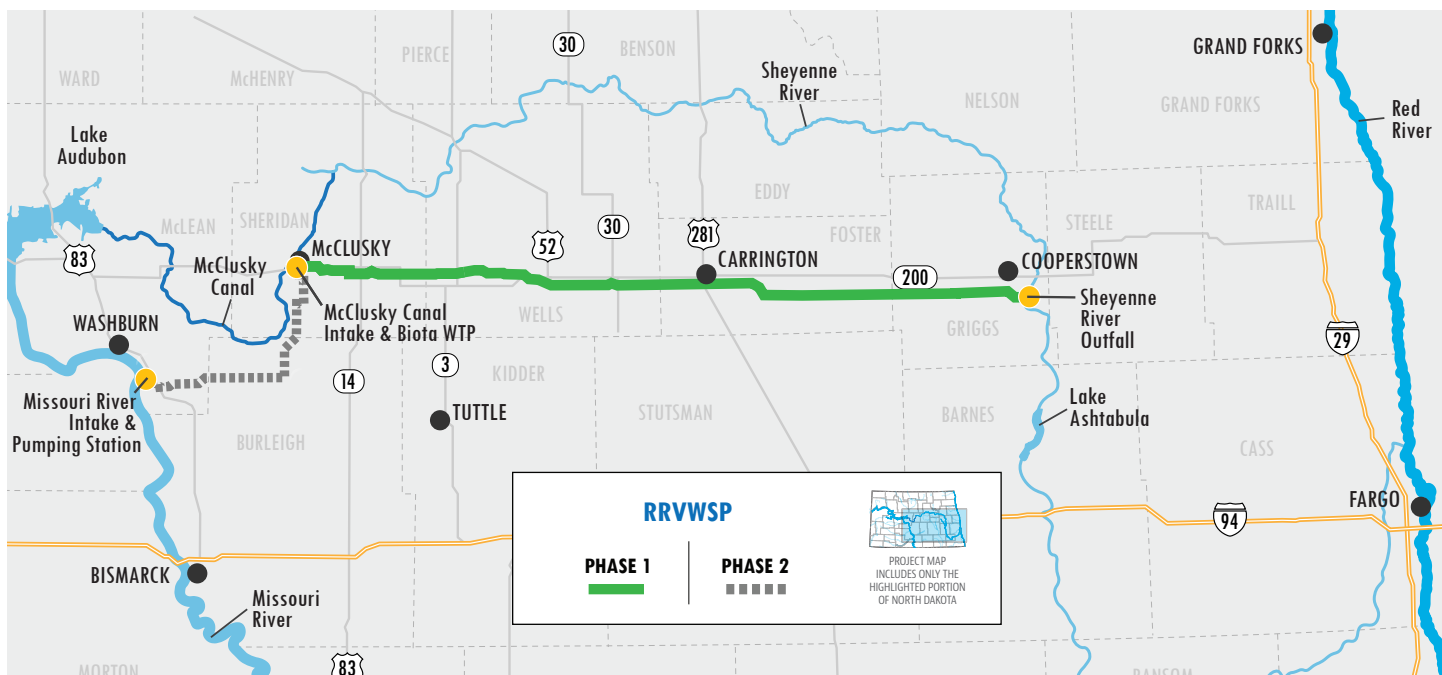 PIERCE
30
BENSON
GRAND FORKS
WARD
McHENRY
Sheyenne
River
NELSON
GRAND FORKS
Red
River
Lake
Audubon
EDDY
McLEAN
SHERIDAN
STEELE
TRAILL
83
McCLUSKY
52
30
281
FOSTER
CARRINGTON
200
COOPERSTOWN
McClusky
Canal
McClusky Canal
Intake & Biota WTP
WELLS
GRIGGS
Sheyenne
River
Outfall
WASHBURN
29
14
3
KIDDER
Missouri River
Intake &
Pumping Station
TUTTLE
STUTSMAN
BARNES
Lake
Ashtabula
BURLEIGH
CASS
RRVWSP
PHASE 1
PHASE 2
PROJECT MAP
INCLUDES ONLY THE
HIGHLIGHTED PORTION
OF NORTH DAKOTA
94
FARGO
BISMARCK
Missouri
River
83
MORTON
RANSOM